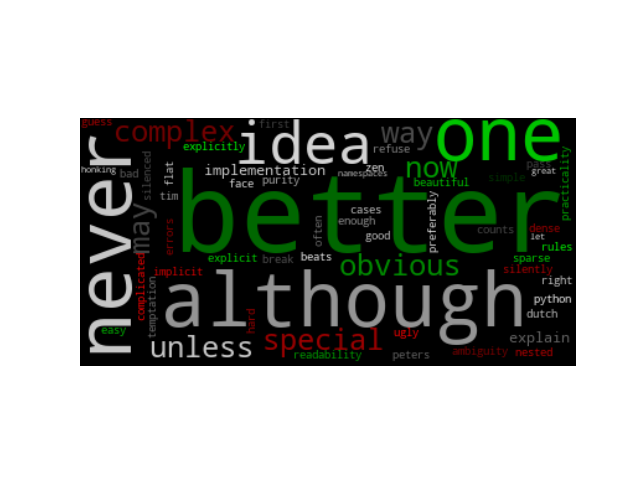 guess
complex
explicitly
first
idea
way
refuse
one
never
honking
bad
silenced
flat
implementation
face
purity
zen
namespaces
now
beautiful
pass
great
simple
practicality
tim
may
better
cases
enough
good
often
preferably
counts
dense
let
rules
errors
explicit
break
beats
obvious
sparse
silently
complicated
implicit
temptation
although
right
python
dutch
easy
unless
hard
special
readability
ugly
peters
explain
ambiguity
nested